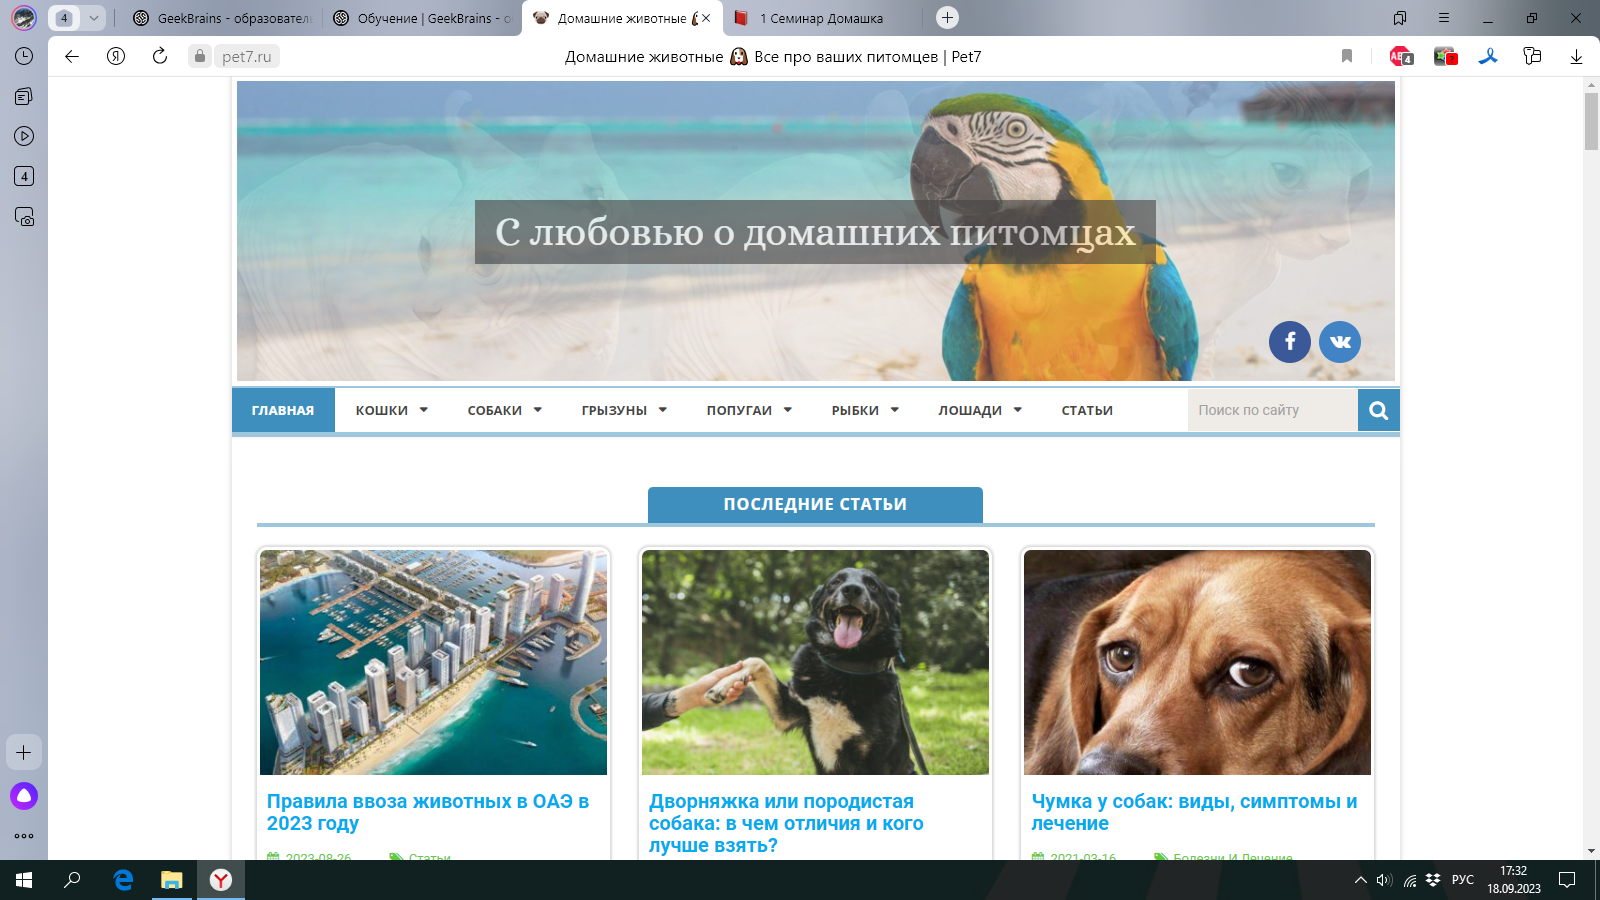 4
GeekBrains - образователь
Обучение | GeekBrains - о
Домашние животные
1 Семинар Домашка
pet7.ru
Домашние животные Все про ваших питомцев | Pet7
4
4
С любовью о домашних питомцах
ГЛАВНАЯ КОШКИ СОБАКИ ГРЫЗУНЫ ПОПУГАИ РЫБКИ ЛОШАДИ СТАТЬИ Поиск по сайту
ПОСЛЕДНИЕ СТАТЬИ
Правила ввоза животных в ОАЭ в
2023 году
2023-08-26 Статьи
Дворняжка или породистая
собака: в чем отличия и кого
лучше взять?
Чумка у собак: виды, симптомы и
лечение
2021-03-16 Болезни И Лечение
РУС
17:32
18.09.2023